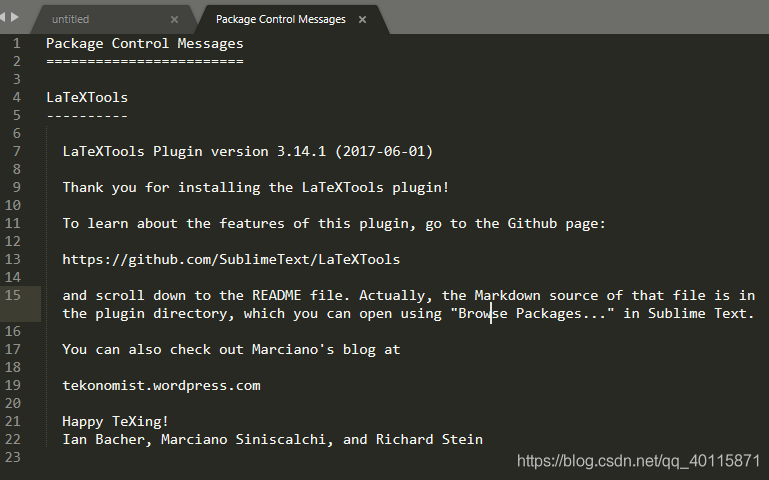 untitled
Package Control Messages
1 Package Control Messages
2 ========================
3
4 LaTeXTools
5 ----------
6
7 LaTeXTools Plugin version 3.14.1 (2017-06-01)
8
9 Thank you for installing the LaTeXTools plugin!
10
11 To learn about the features of this plugin, go to the Github page:
12
13 https://github.com/SublimeText/LaTeXTools
14
15 and scroll down to the README file. Actually, the Markdown source of that file is in
the plugin directory, which you can open using "Browse Packages..." in Sublime Text.
16
17 You can also check out Marciano's blog at
18
19 tekonomist.wordpress.com
20
21 Happy TeXing!
22 Ian Bacher, Marciano Siniscalchi, and Richard Stein
23
https://blog.csdn.net/qq_40115871